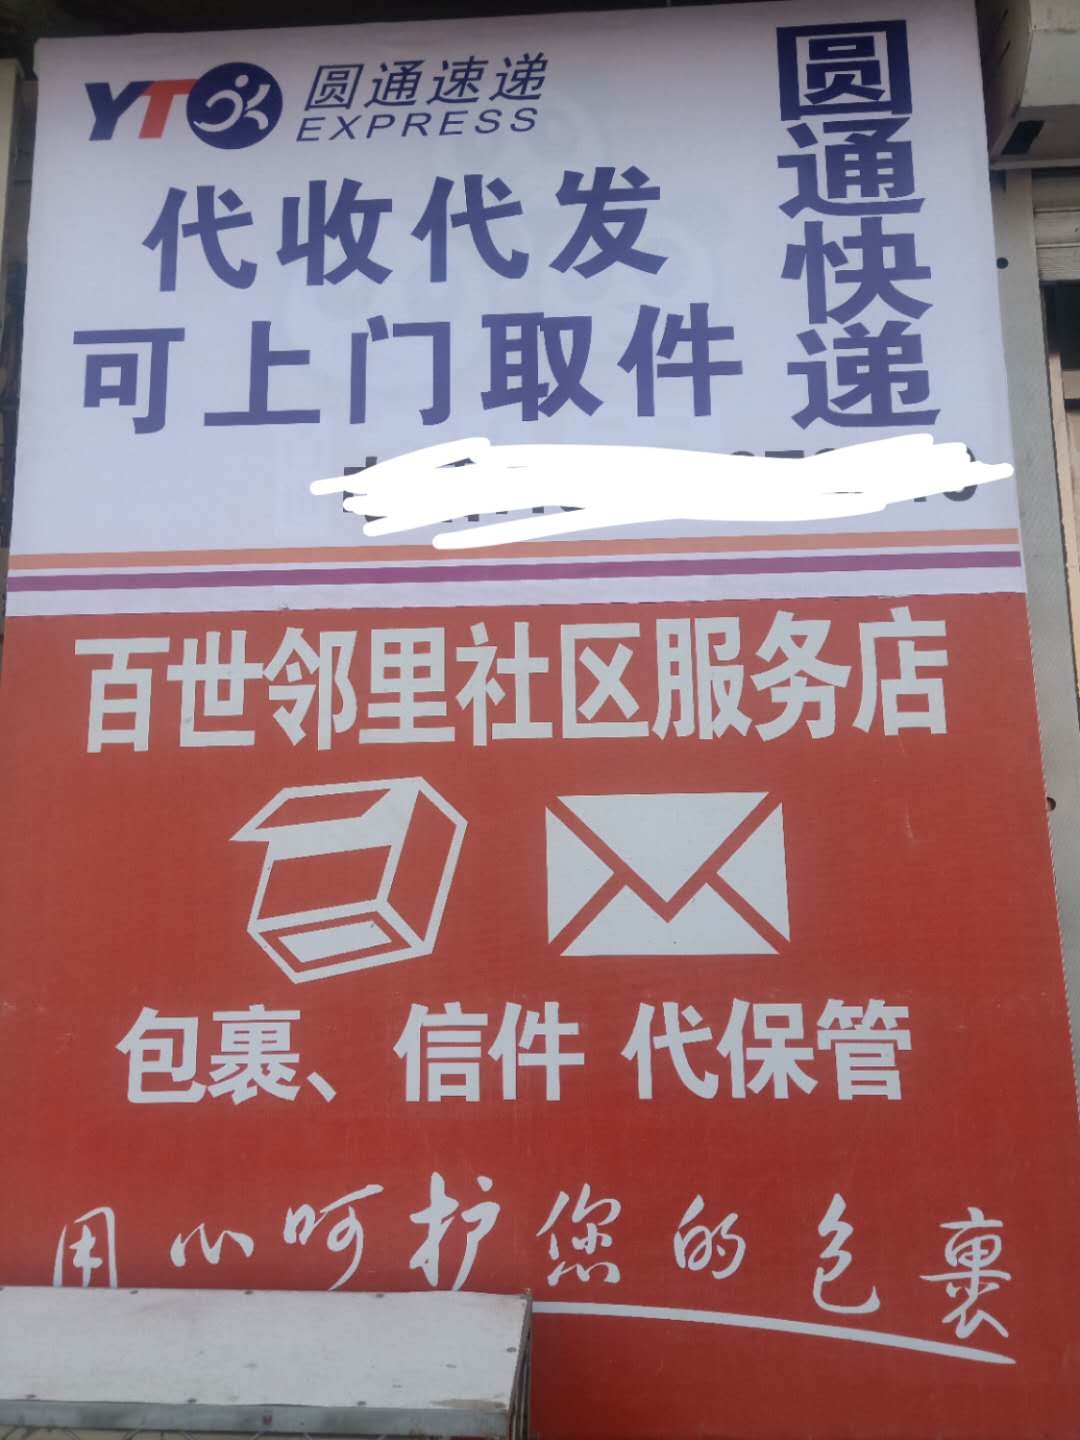 YTO 圆通速递
EXPRESS
圆通快递
代收代发
可上门取件
百世邻里社区服务店
包裹、信件 代保管
用心呵护您的包裹